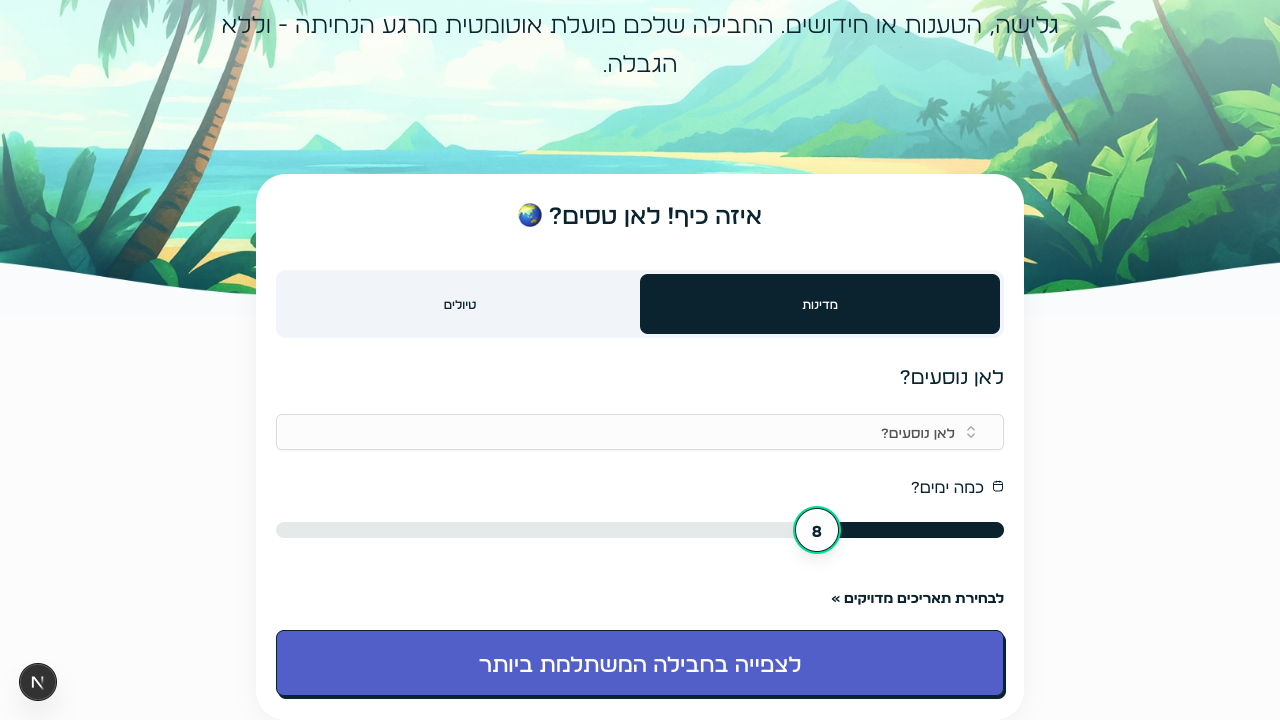 גלישה, הטענות או חידושים. החבילה שלכם פועלת אוטומטית מרגע הנחיתה - וללא
הגבלה.
איזה כיף! לאן טסים? 🌏
מדינות
טיולים
לאן נוסעים?
לאן נוסעים?
כמה ימים?
8
לבחירת תאריכים מדויקים »
לצפייה בחבילה המשתלמת ביותר
N